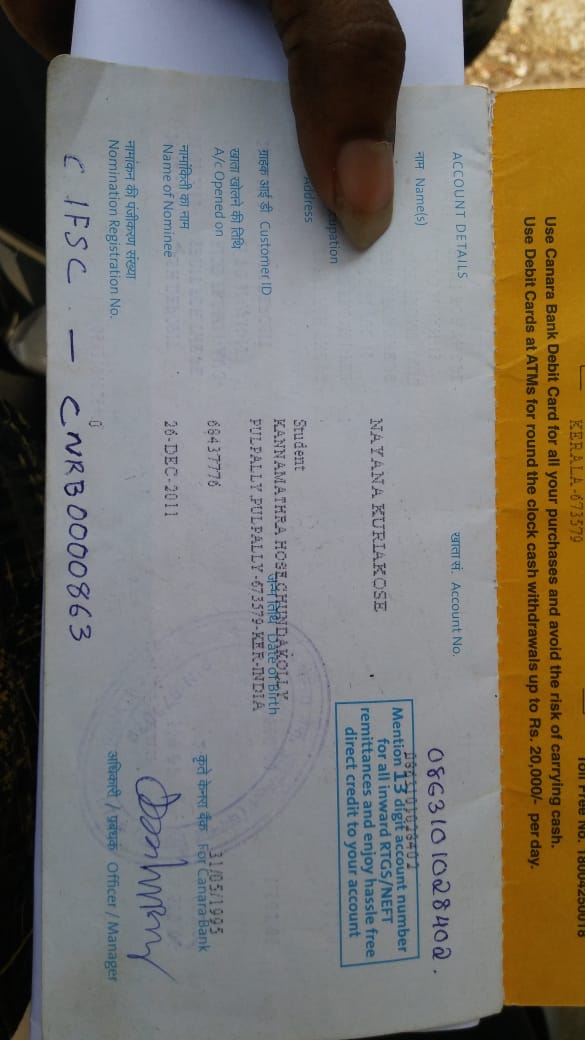 KERALA-673579
Toll Free No. 18004250018
Use Canara Bank Debit Card for all your purchases and avoid the risk of carrying cash.
Use Debit Cards at ATMs for round the clock cash withdrawals up to Rs. 20,000/- per day.
ACCOUNT DETAILS
खाता सं. Account No.
0863101028402.
0863101028402
नाम Name(s)
NAYANA KURIAKOSE
Mention 13 digit account number
for all inward RTGS/NEFT
remittances and enjoy hassle free
direct credit to your account
Student
Address
KANNAMATHRA HOSE,CHUNDAKOLLY
जन्म तिथि Date of Birth
PULPALLY,PULPALLY-673579-KER-INDIA
31/05/1995
ग्राहक आई डी Customer ID
68437776
खाता खोलने की तिथि
A/c Opened on
26-DEC-2011
कृते केनरा बैंक For Canara Bank
नामांकिती का नाम
Name of Nominee
नामांकन की पंजीकरण संख्या
Nomination Registration No.
0
अधिकारी / प्रबंधक Officer / Manager
IFSC - CNRB0000863